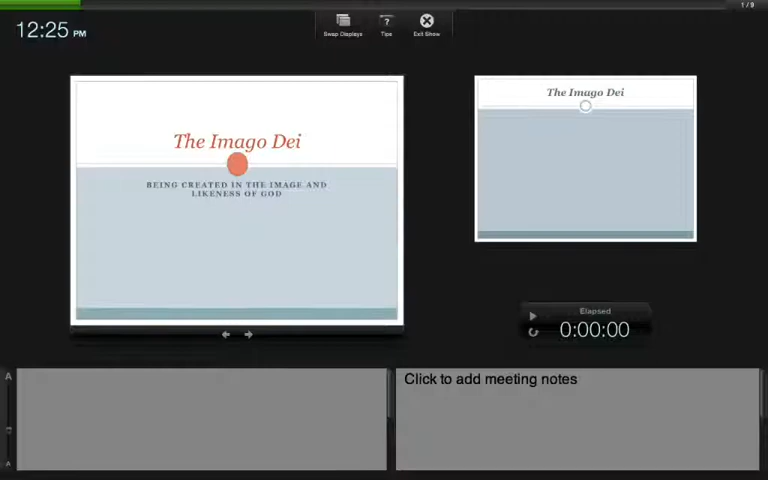 1 / 9
12:25 PM
Swap Displays
Tips
Exit Show
The Imago Dei
BEING CREATED IN THE IMAGE AND
LIKENESS OF GOD
The Imago Dei
Elapsed
0:00:00
A
A
Click to add meeting notes